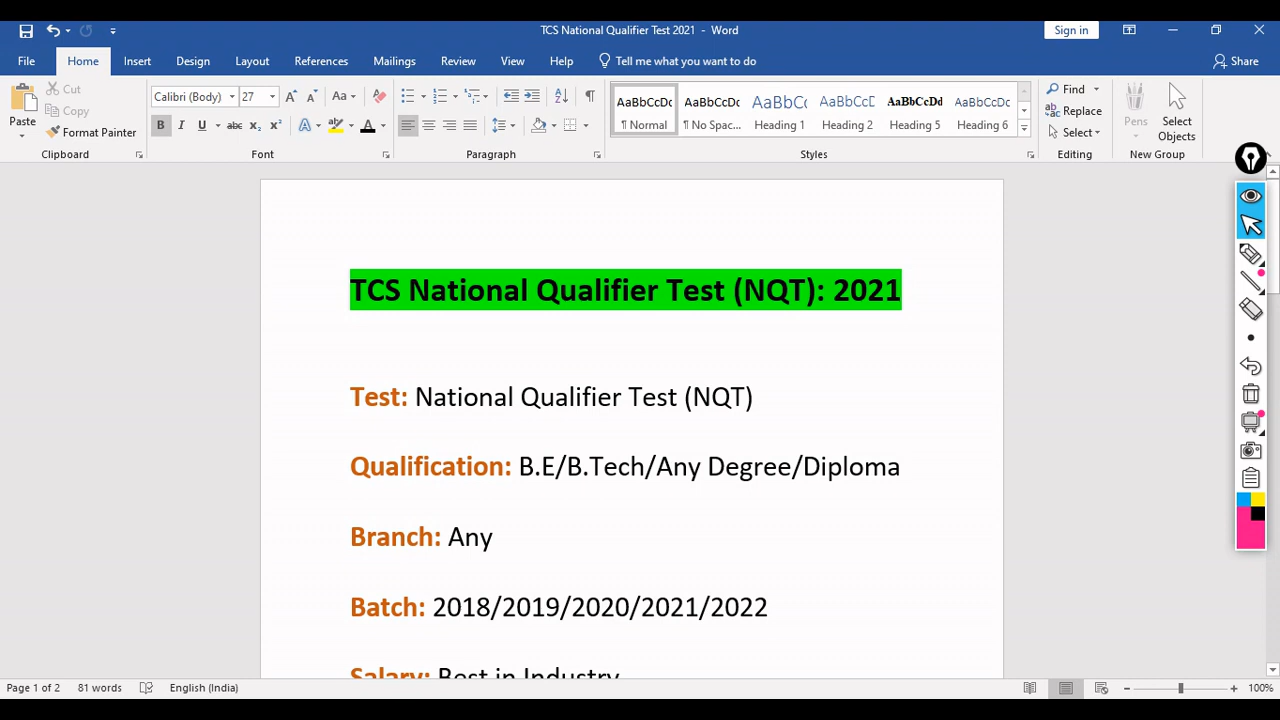 TCS National Qualifier Test 2021 - Word
Sign in
File Home Insert Design Layout References Mailings Review View Help Tell me what you want to do Share
Paste
Cut
Copy
Format Painter
Clipboard
Calibri (Body) 27
Font
Paragraph
AaBbCcDc AaBbCcDc AaBbCc AaBbCcD AaBbCcDd AaBbCcDc
¶ Normal ¶ No Spac... Heading 1 Heading 2 Heading 5 Heading 6
Styles
Find
Replace
Select
Editing
Pens
Select Objects
New Group
TCS National Qualifier Test (NQT): 2021
Test: National Qualifier Test (NQT)
Qualification: B.E/B.Tech/Any Degree/Diploma
Branch: Any
Batch: 2018/2019/2020/2021/2022
Salary: Best in Industry
Page 1 of 2 81 words English (India) 100%